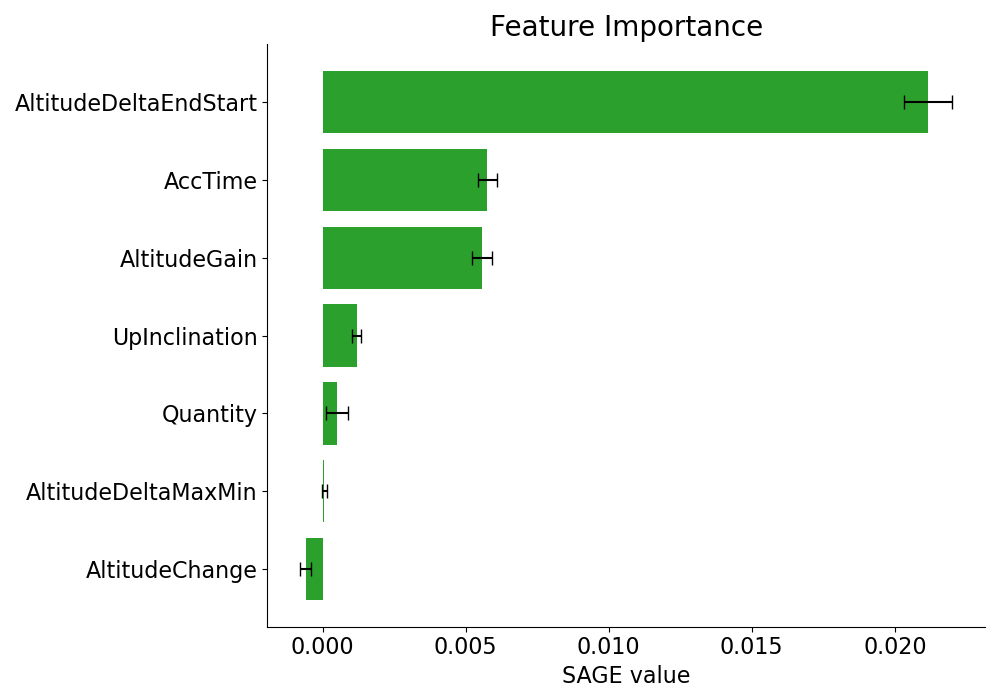 Feature Importance
AltitudeDeltaEndStart
AccTime
AltitudeGain
UpInclination
Quantity
AltitudeDeltaMaxMin
AltitudeChange
0.000 0.005 0.010 0.015 0.020
SAGE value